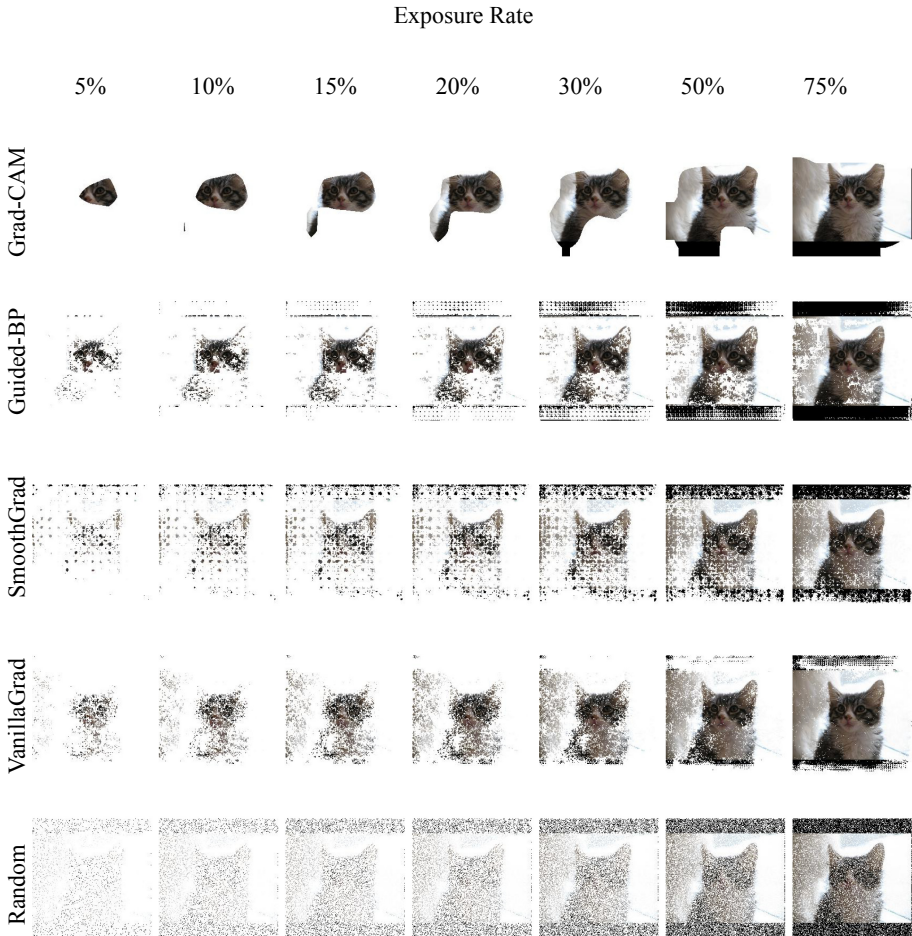 Exposure Rate
5% 10% 15% 20% 30% 50% 75%
Grad-CAM
Guided-BP
SmoothGrad
VanillaGrad
Random